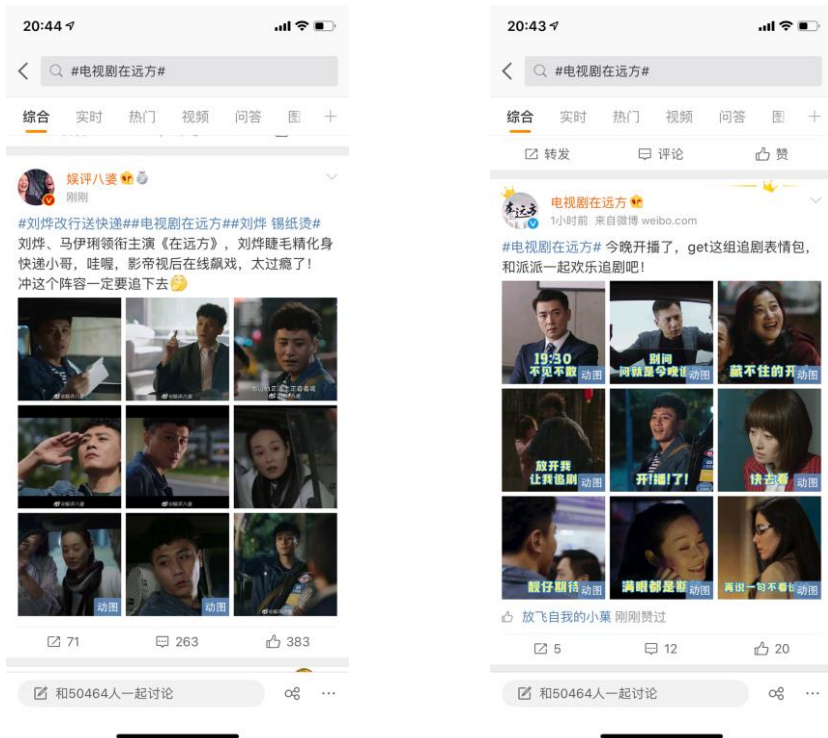 20:44
#电视剧在远方#
综合 实时 热门 视频 问答 图
娱评八婆
刚刚
#刘烨改行送快递##电视剧在远方##刘烨 锡纸烫#
刘烨、马伊琍领衔主演《在远方》，刘烨睫毛精化身
快递小哥，哇喔，影帝视后在线飙戏，太过瘾了！
冲这个阵容一定要追下去
动图
动图
71 263 383
和50464人一起讨论
20:43
#电视剧在远方#
综合 实时 热门 视频 问答 图
转发 评论 赞
在远方
电视剧在远方
1小时前 来自微博 weibo.com
#电视剧在远方# 今晚开播了，get这组追剧表情包，
和派派一起欢乐追剧吧！
19:30
不见不散
动图
别问
问就是今晚
动图
藏不住的开
动图
放开我
让我追剧
动图
开!播!了!
动图
快去看
动图
靓仔期待
动图
满眼都是期
动图
再说一句不看
动图
放飞自我的小菓 刚刚赞过
5 12 20
和50464人一起讨论